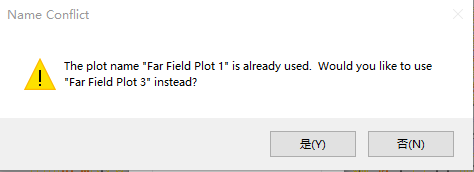 Name Conflict
The plot name "Far Field Plot 1" is already used.  Would you like to use
"Far Field Plot 3" instead?
是(Y)
否(N)